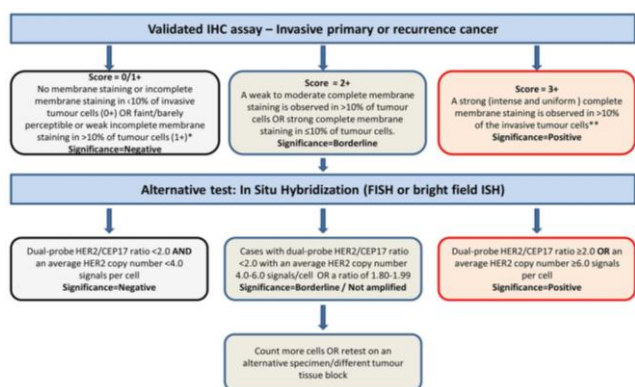 Validated IHC assay – Invasive primary or recurrence cancer
Score = 0/1+
No membrane staining or incomplete
membrane staining in <10% of invasive
tumour cells (0+) OR faint/barely
perceptible or weak incomplete membrane
staining in >10% of tumour cells (1+)*
Significance=Negative
Score = 2+
A weak to moderate complete membrane
staining is observed in >10% of tumour
cells OR strong complete membrane
staining in ≤10% of tumour cells.
Significance=Borderline
Score = 3+
A strong (intense and uniform ) complete
membrane staining is observed in >10%
of the invasive tumour cells**
Significance=Positive
Alternative test: In Situ Hybridization (FISH or bright field ISH)
Dual-probe HER2/CEP17 ratio <2.0 AND
an average HER2 copy number <4.0
signals per cell
Significance=Negative
Cases with dual-probe HER2/CEP17 ratio
<2.0 with an average HER2 copy number
4.0-6.0 signals/cell OR a ratio of 1.80-1.99
Significance=Borderline / Not amplified
Dual-probe HER2/CEP17 ratio ≥2.0 OR an
average HER2 copy number ≥6.0 signals
per cell
Significance=Positive
Count more cells OR retest on an
alternative specimen/different tumour
tissue block